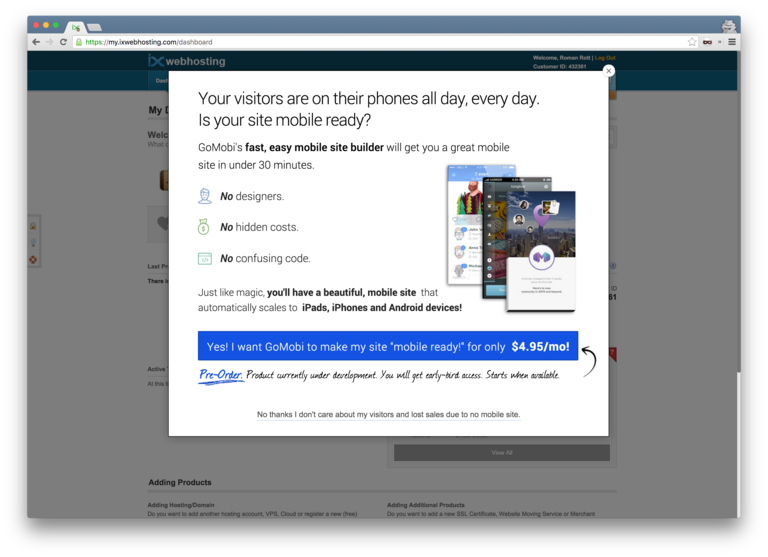 https://my.ixwebhosting.com/dashboard
ix webhosting
Welcome, Roman Rott | Log Out
Customer ID: 432361
Dash
My D
Welc
What c
Your visitors are on their phones all day, every day.
Is your site mobile ready?
GoMobi's fast, easy mobile site builder will get you a great mobile
site in under 30 minutes.
No designers.
No hidden costs.
No confusing code.
Last Pr
There is
ID
61
Just like magic, you'll have a beautiful, mobile site that
automatically scales to iPads, iPhones and Android devices!
Yes! I want GoMobi to make my site "mobile ready!" for only $4.95/mo!
Active
At this
Pre-Order. Product currently under development. You will get early-bird access. Starts when available.
No thanks I don't care about my visitors and lost sales due to no mobile site.
View All
Adding Products
Adding Hosting/Domain
Adding Additional Products
Do you want to add another hosting account, VPS, Cloud or register a new (free)
Do you want to add a new SSL Certificate, Website Moving Service or Merchant